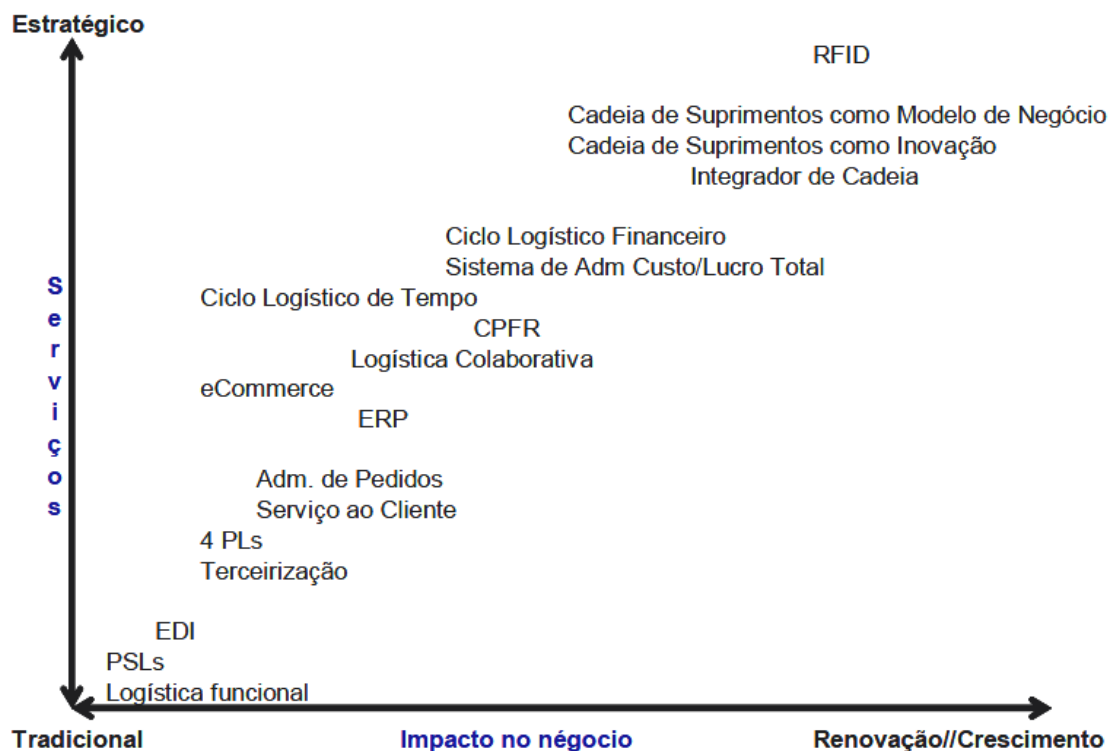 Estratégico
RFID
Cadeia de Suprimentos como Modelo de Negócio
Cadeia de Suprimentos como Inovação
Integrador de Cadeia
Ciclo Logístico Financeiro
Sistema de Adm Custo/Lucro Total
Ciclo Logístico de Tempo
CPFR
Logística Colaborativa
eCommerce
ERP
Adm. de Pedidos
Serviço ao Cliente
4 PLs
Terceirização
EDI
PSLs
Logística funcional
Serviços
Tradicional
Impacto no négocio
Renovação//Crescimento